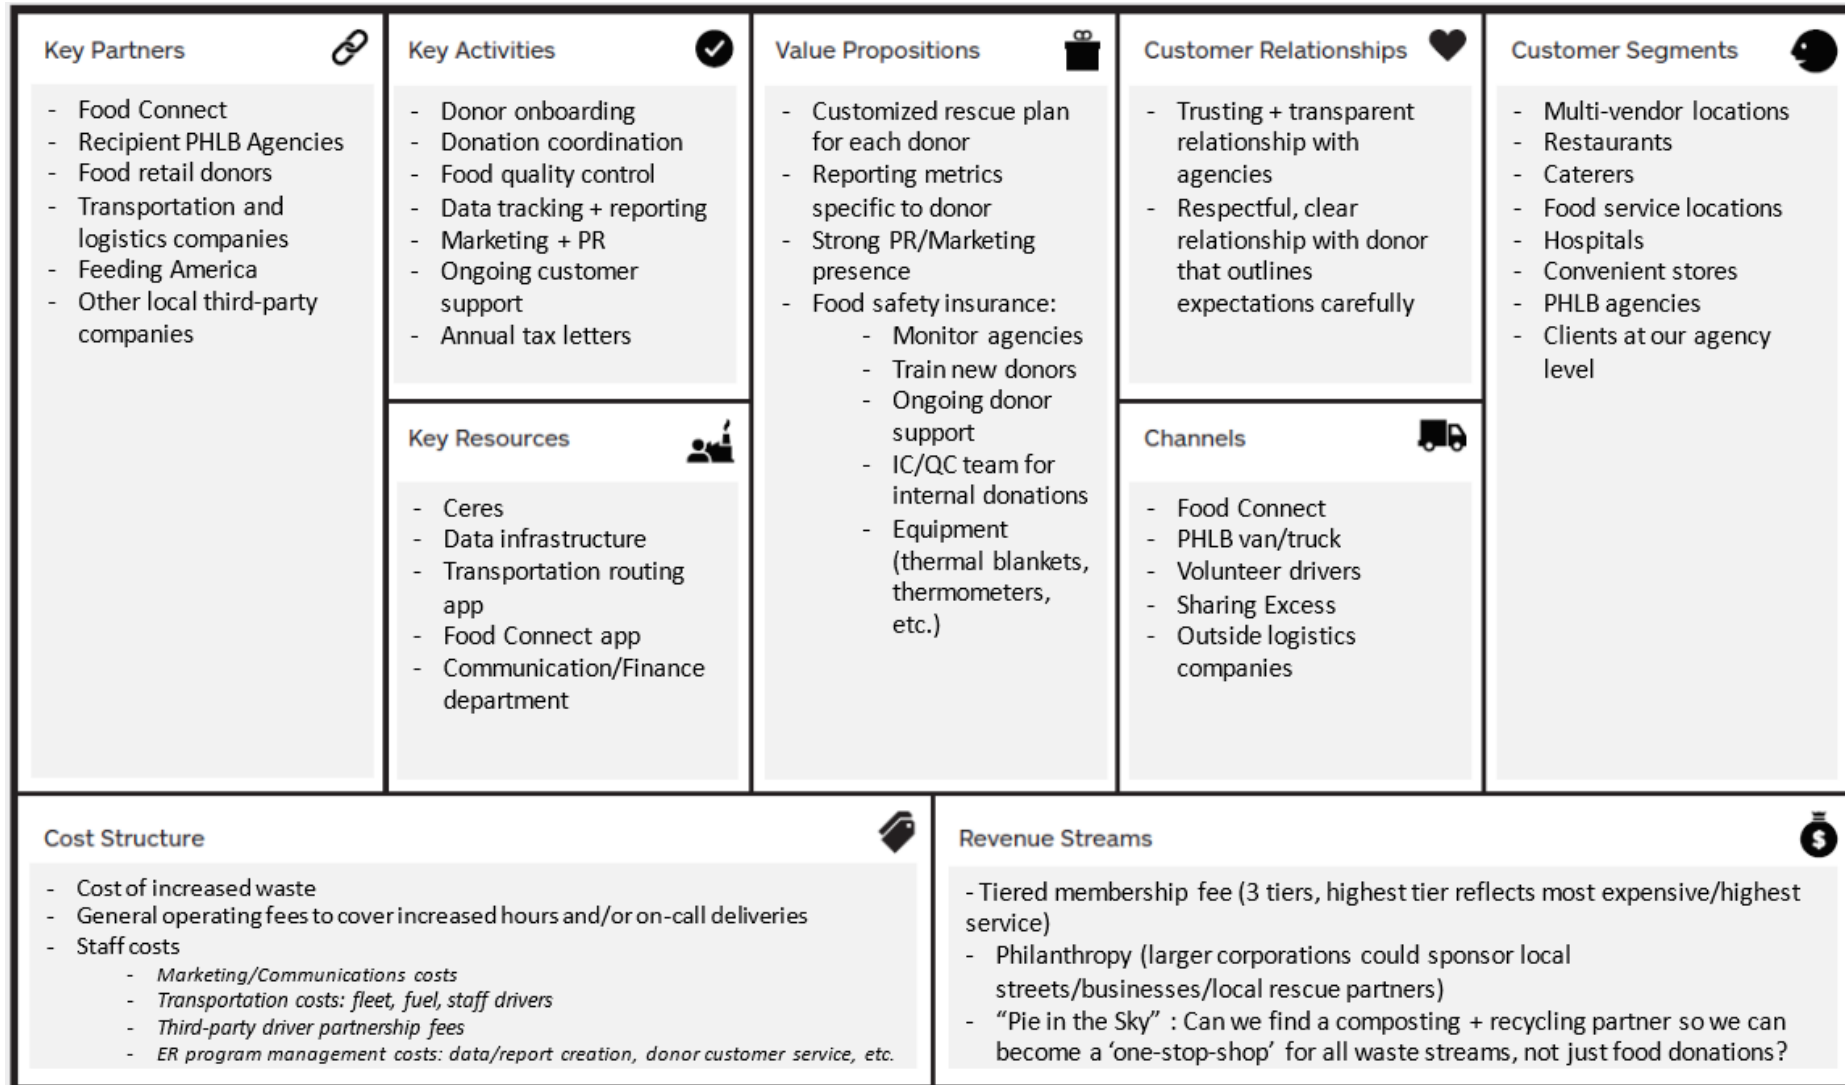 Key Partners
- Food Connect
- Recipient PHLB Agencies
- Food retail donors
- Transportation and
logistics companies
- Feeding America
- Other local third-party
companies
Key Activities
- Donor onboarding
- Donation coordination
- Food quality control
- Data tracking + reporting
- Marketing + PR
- Ongoing customer
support
- Annual tax letters
Key Resources
- Ceres
- Data infrastructure
- Transportation routing
app
- Food Connect app
- Communication/Finance
department
Value Propositions
- Customized rescue plan
for each donor
- Reporting metrics
specific to donor
- Strong PR/Marketing
presence
- Food safety insurance:
- Monitor agencies
- Train new donors
- Ongoing donor
support
- IC/QC team for
internal donations
- Equipment
(thermal blankets,
thermometers,
etc.)
Customer Relationships
- Trusting + transparent
relationship with
agencies
- Respectful, clear
relationship with donor
that outlines
expectations carefully
Channels
- Food Connect
- PHLB van/truck
- Volunteer drivers
- Sharing Excess
- Outside logistics
companies
Customer Segments
- Multi-vendor locations
- Restaurants
- Caterers
- Food service locations
- Hospitals
- Convenient stores
- PHLB agencies
- Clients at our agency
level
Cost Structure
- Cost of increased waste
- General operating fees to cover increased hours and/or on-call deliveries
- Staff costs
- Marketing/Communications costs
- Transportation costs: fleet, fuel, staff drivers
- Third-party driver partnership fees
- ER program management costs: data/report creation, donor customer service, etc.
Revenue Streams
$
- Tiered membership fee (3 tiers, highest tier reflects most expensive/highest
service)
- Philanthropy (larger corporations could sponsor local
streets/businesses/local rescue partners)
- “Pie in the Sky” : Can we find a composting + recycling partner so we can
become a ‘one-stop-shop’ for all waste streams, not just food donations?